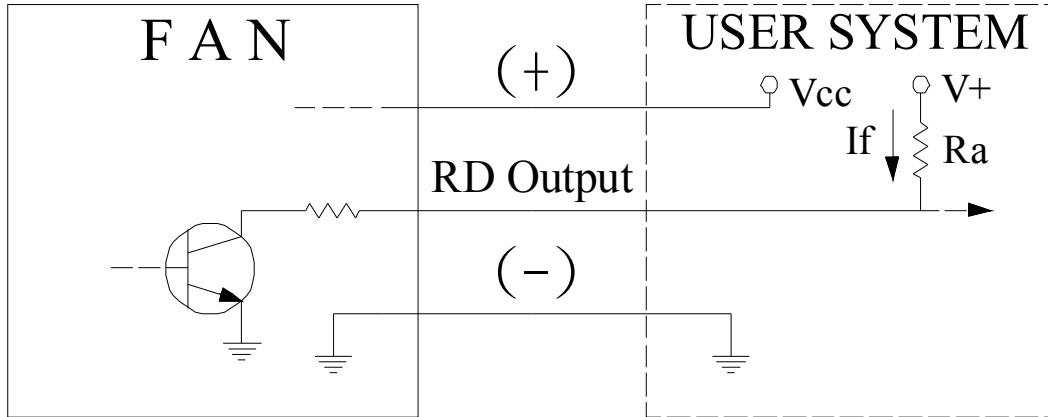 F A N
USER SYSTEM
(+)
Vcc
V+
If
Ra
RD Output
(-)